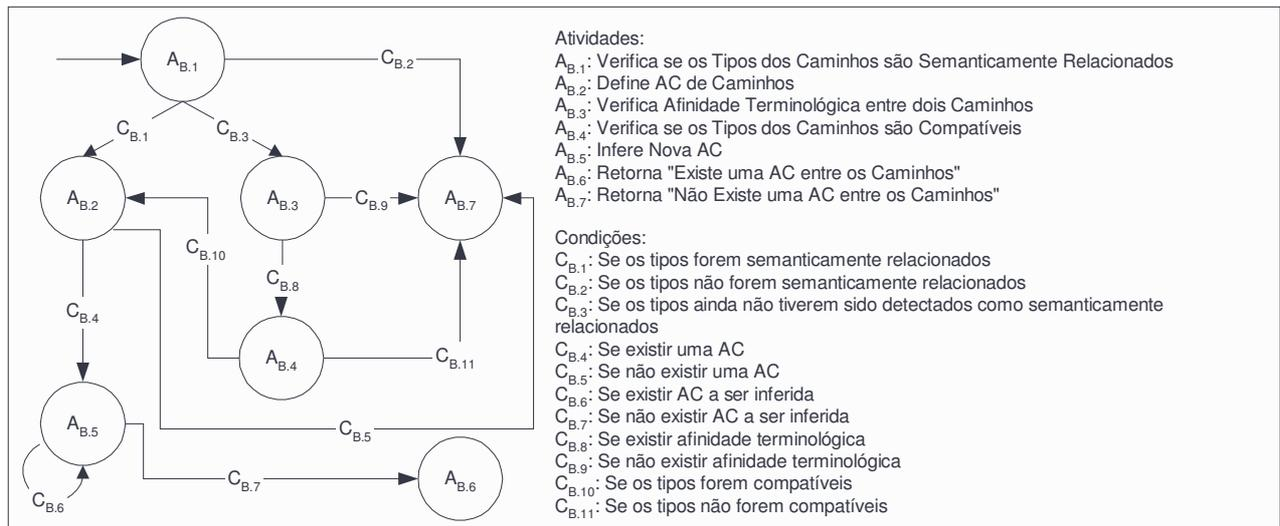 A_B.1
C_B.2
C_B.1
C_B.3
A_B.2
A_B.3
C_B.9
A_B.7
C_B.10
C_B.8
C_B.4
A_B.4
C_B.11
A_B.5
C_B.5
C_B.7
A_B.6
C_B.6
Atividades:
A_B.1: Verifica se os Tipos dos Caminhos são Semanticamente Relacionados
A_B.2: Define AC de Caminhos
A_B.3: Verifica Afinidade Terminológica entre dois Caminhos
A_B.4: Verifica se os Tipos dos Caminhos são Compatíveis
A_B.5: Infere Nova AC
A_B.6: Retorna "Existe uma AC entre os Caminhos"
A_B.7: Retorna "Não Existe uma AC entre os Caminhos"
Condições:
C_B.1: Se os tipos forem semanticamente relacionados
C_B.2: Se os tipos não forem semanticamente relacionados
C_B.3: Se os tipos ainda não tiverem sido detectados como semanticamente
relacionados
C_B.4: Se existir uma AC
C_B.5: Se não existir uma AC
C_B.6: Se existir AC a ser inferida
C_B.7: Se não existir AC a ser inferida
C_B.8: Se existir afinidade terminológica
C_B.9: Se não existir afinidade terminológica
C_B.10: Se os tipos forem compatíveis
C_B.11: Se os tipos não forem compatíveis